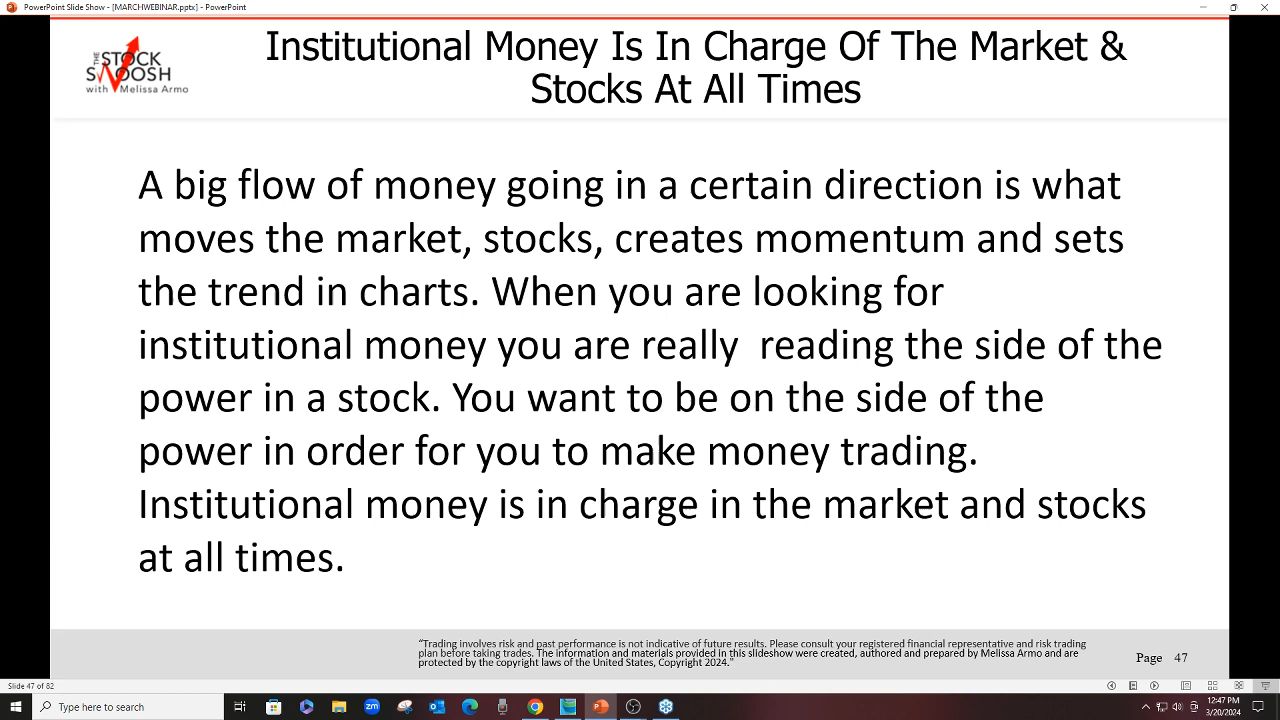 PowerPoint Slide Show - [MARCHWEBINAR.pptx] - PowerPoint
THE
STOCK
SWOOSH
with Melissa Armo
Institutional Money Is In Charge Of The Market &
Stocks At All Times
A big flow of money going in a certain direction is what
moves the market, stocks, creates momentum and sets
the trend in charts. When you are looking for
institutional money you are really  reading the side of the
power in a stock. You want to be on the side of the
power in order for you to make money trading.
Institutional money is in charge in the market and stocks
at all times.
"Trading involves risk and past performance is not indicative of future results. Please consult your registered financial representative and risk trading
plan before taking trades. The information and materials provided in this slideshow were created, authored and prepared by Melissa Armo and are
protected by the copyright laws of the United States, Copyright 2024."
Page 47
Slide 47 of 82
Type here to search
zm
12:47 PM
3/20/2024